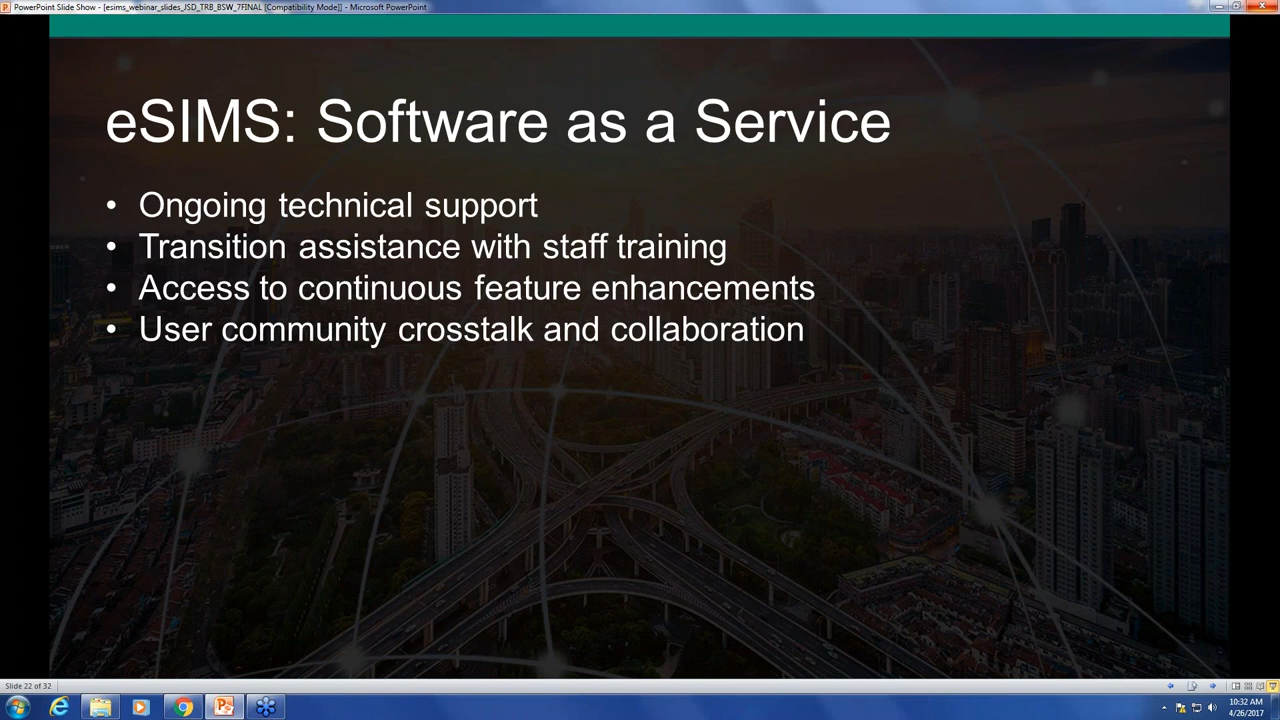 PowerPoint Slide Show - [esims_webinar_slides_JSD_TRB_BSW_7FINAL [Compatibility Mode]] - Microsoft PowerPoint
eSIMS: Software as a Service
• Ongoing technical support
• Transition assistance with staff training
• Access to continuous feature enhancements
• User community crosstalk and collaboration
Slide 22 of 32
10:32 AM
4/26/2017